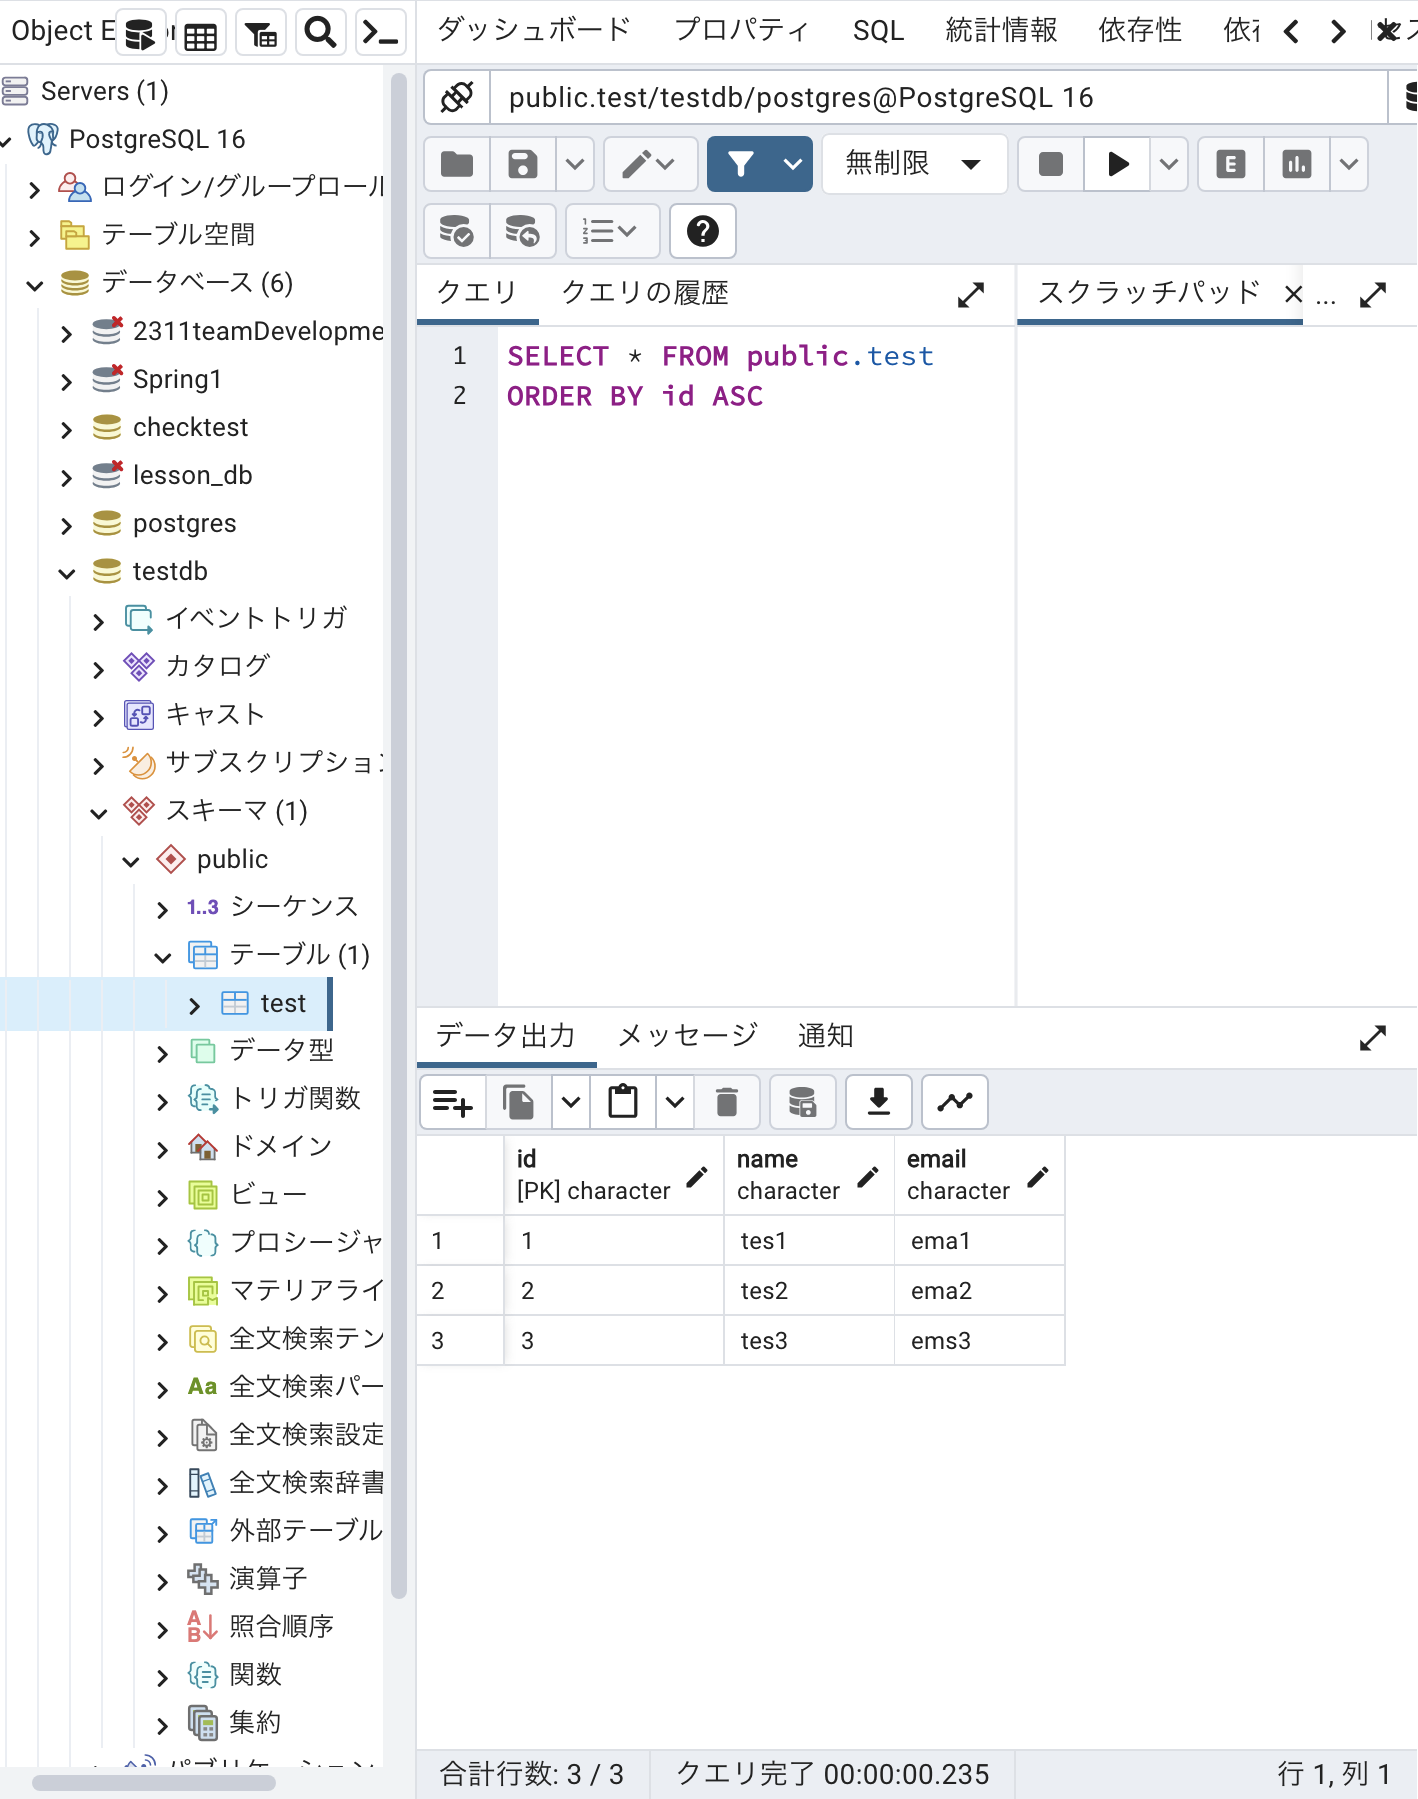 Object E
ダッシュボード プロパティ SQL 統計情報 依存性
Servers (1)
PostgreSQL 16
ログイン/グループロール
テーブル空間
データベース (6)
2311teamDevelopme
Spring1
checktest
lesson_db
postgres
testdb
イベントトリガ
カタログ
キャスト
サブスクリプション
スキーマ (1)
public
1..3 シーケンス
テーブル (1)
test
データ型
トリガ関数
ドメイン
ビュー
プロシージャ
マテリアライ
全文検索テン
Aa 全文検索パー
全文検索設定
全文検索辞書
外部テーブル
演算子
照合順序
関数
集約
パブリケーション
public.test/testdb/postgres@PostgreSQL 16
無制限
E
クエリ クエリの履歴
スクラッチパッド × ...
1 SELECT * FROM public.test
2 ORDER BY id ASC
データ出力 メッセージ 通知
id name email
[PK] character character character
1 1 tes1 ema1
2 2 tes2 ema2
3 3 tes3 ems3
合計行数: 3 / 3 クエリ完了 00:00:00.235 行 1, 列 1